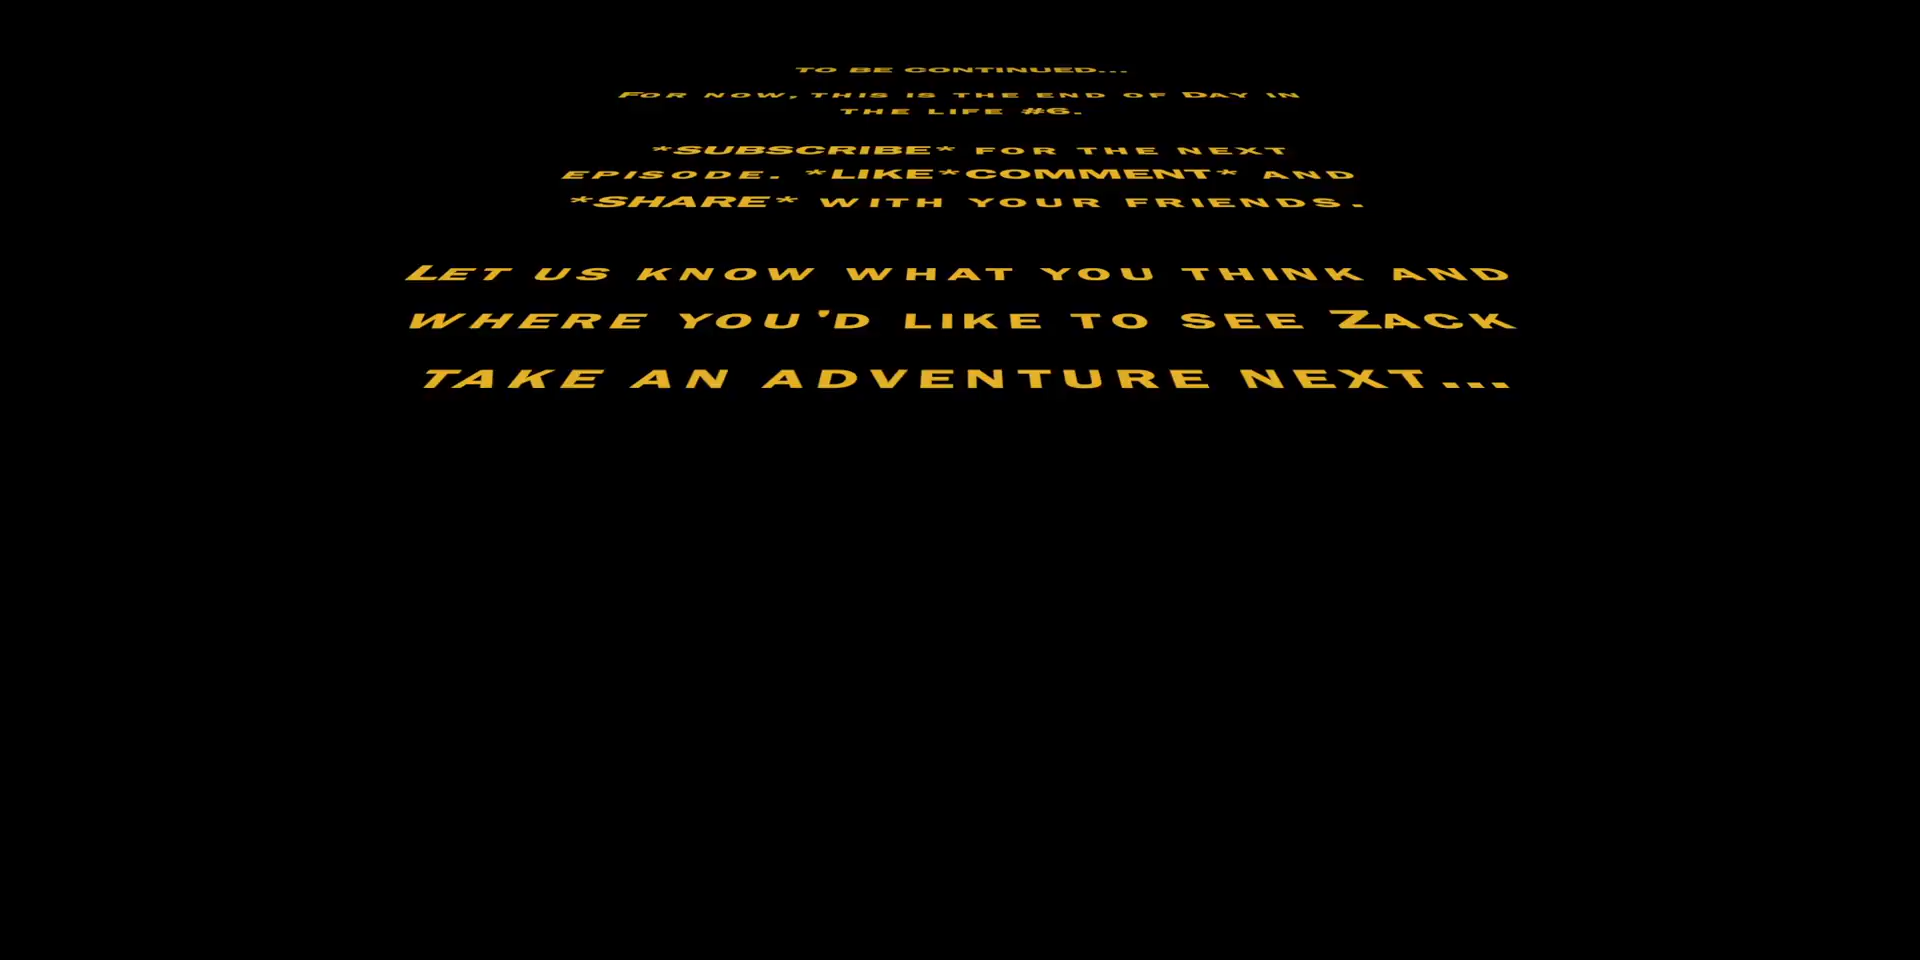 TO BE CONTINUED...
FOR NOW, THIS IS THE END OF DAY IN
THE LIFE #6.
*SUBSCRIBE* FOR THE NEXT
EPISODE. *LIKE*COMMENT* AND
*SHARE* WITH YOUR FRIENDS.
LET US KNOW WHAT YOU THINK AND
WHERE YOU'D LIKE TO SEE ZACK
TAKE AN ADVENTURE NEXT...